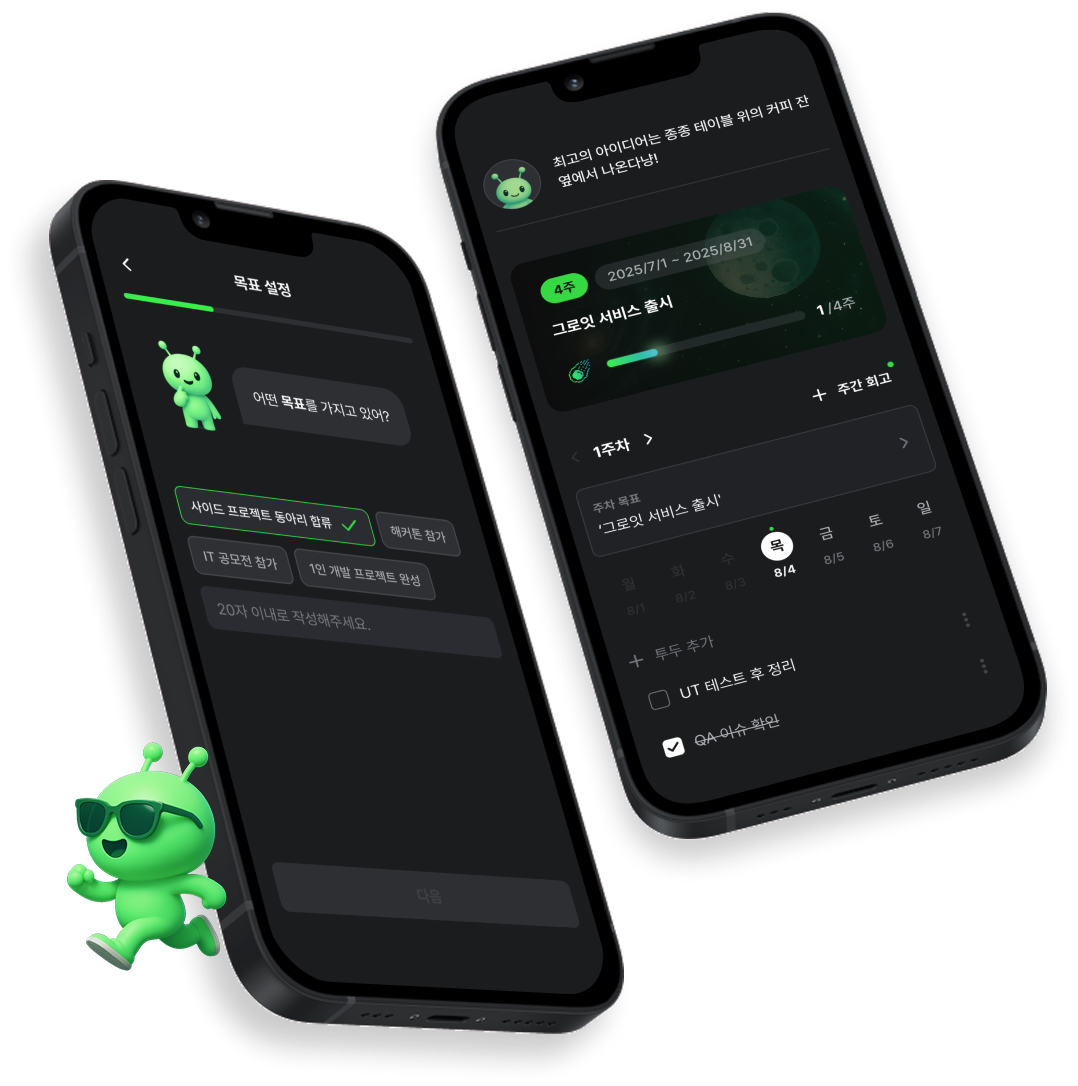 목표 설정
어떤 목표를 가지고 있어?
사이드 프로젝트 동아리 합류
해커톤 참가
IT 공모전 참가
1인 개발 프로젝트 완성
20자 이내로 작성해주세요.
다음
최고의 아이디어는 종종 테이블 위의 커피 잔
옆에서 나온다냥!
4주
2025/7/1 ~ 2025/8/31
그로잇 서비스 출시
1/4주
+ 주간 회고
< 1주차 >
주차 목표
'그로잇 서비스 출시'
월 화 수 목 금 토 일
8/1 8/2 8/3 8/4 8/5 8/6 8/7
+ 투두 추가
UT 테스트 후 정리
QA 이슈 확인